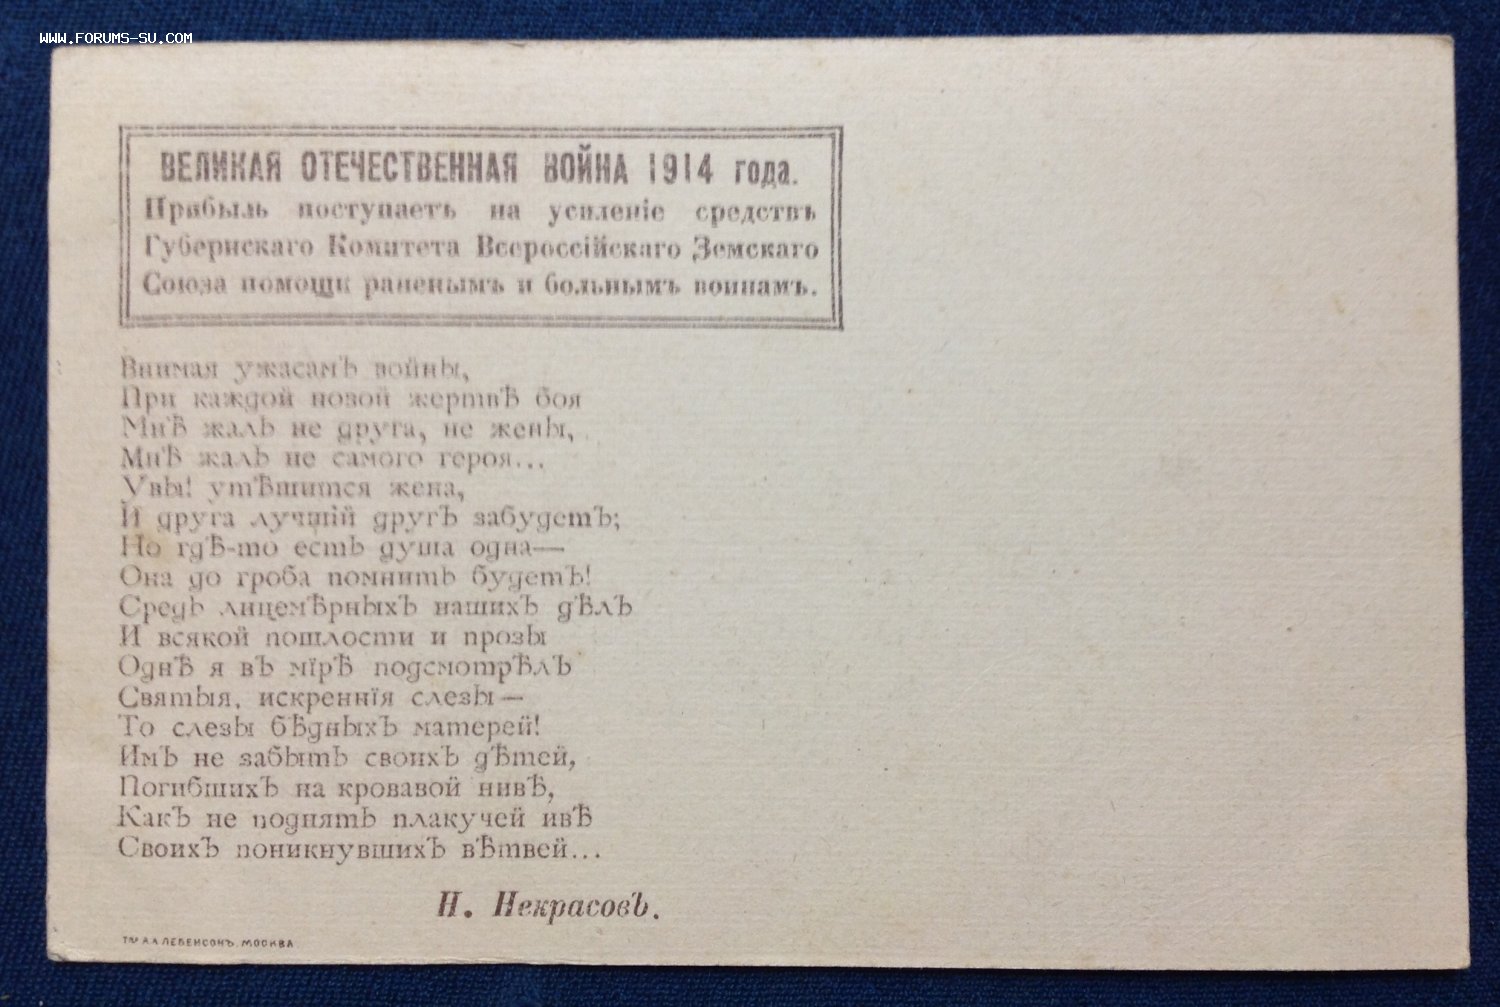 WWW.FORUMS-SU.COM
ВЕЛИКАЯ ОТЕЧЕСТВЕННАЯ ВОЙНА 1914 года.
Прибыль поступаетъ на усиленіе средствъ
Губернскаго Комитета Всероссійскаго Земскаго
Союза помощи раненымъ и больнымъ воинамъ.
Внимая ужасамъ войны,
При каждой новой жертвѣ боя
Мнѣ жаль не друга, не жены,
Мнѣ жаль не самого героя...
Увы! утѣшится жена,
И друга лучшій другъ забудетъ;
Но гдѣ-то есть душа одна—
Она до гроба помнить будетъ!
Средь лицемѣрныхъ нашихъ дѣлъ
И всякой пошлости и прозы
Однѣ я въ мірѣ подсмотрѣлъ
Святыя, искреннія слезы—
То слезы бѣдныхъ матерей!
Имъ не забыть своихъ дѣтей,
Погибшихъ на кровавой нивѣ,
Какъ не поднять плакучей ивѣ
Своихъ поникнувшихъ вѣтвей...
Н. Некрасовъ.
А.А ЛЕВЕНСОНЪ. МОСКВА